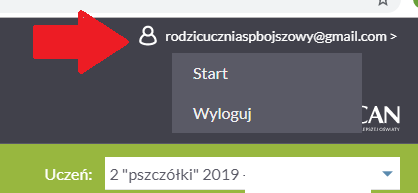 rodzicuczniaspbojszowy@gmail.com >
Start
Wyloguj
CAN
Uczeń:
2 "pszczółki" 2019 -